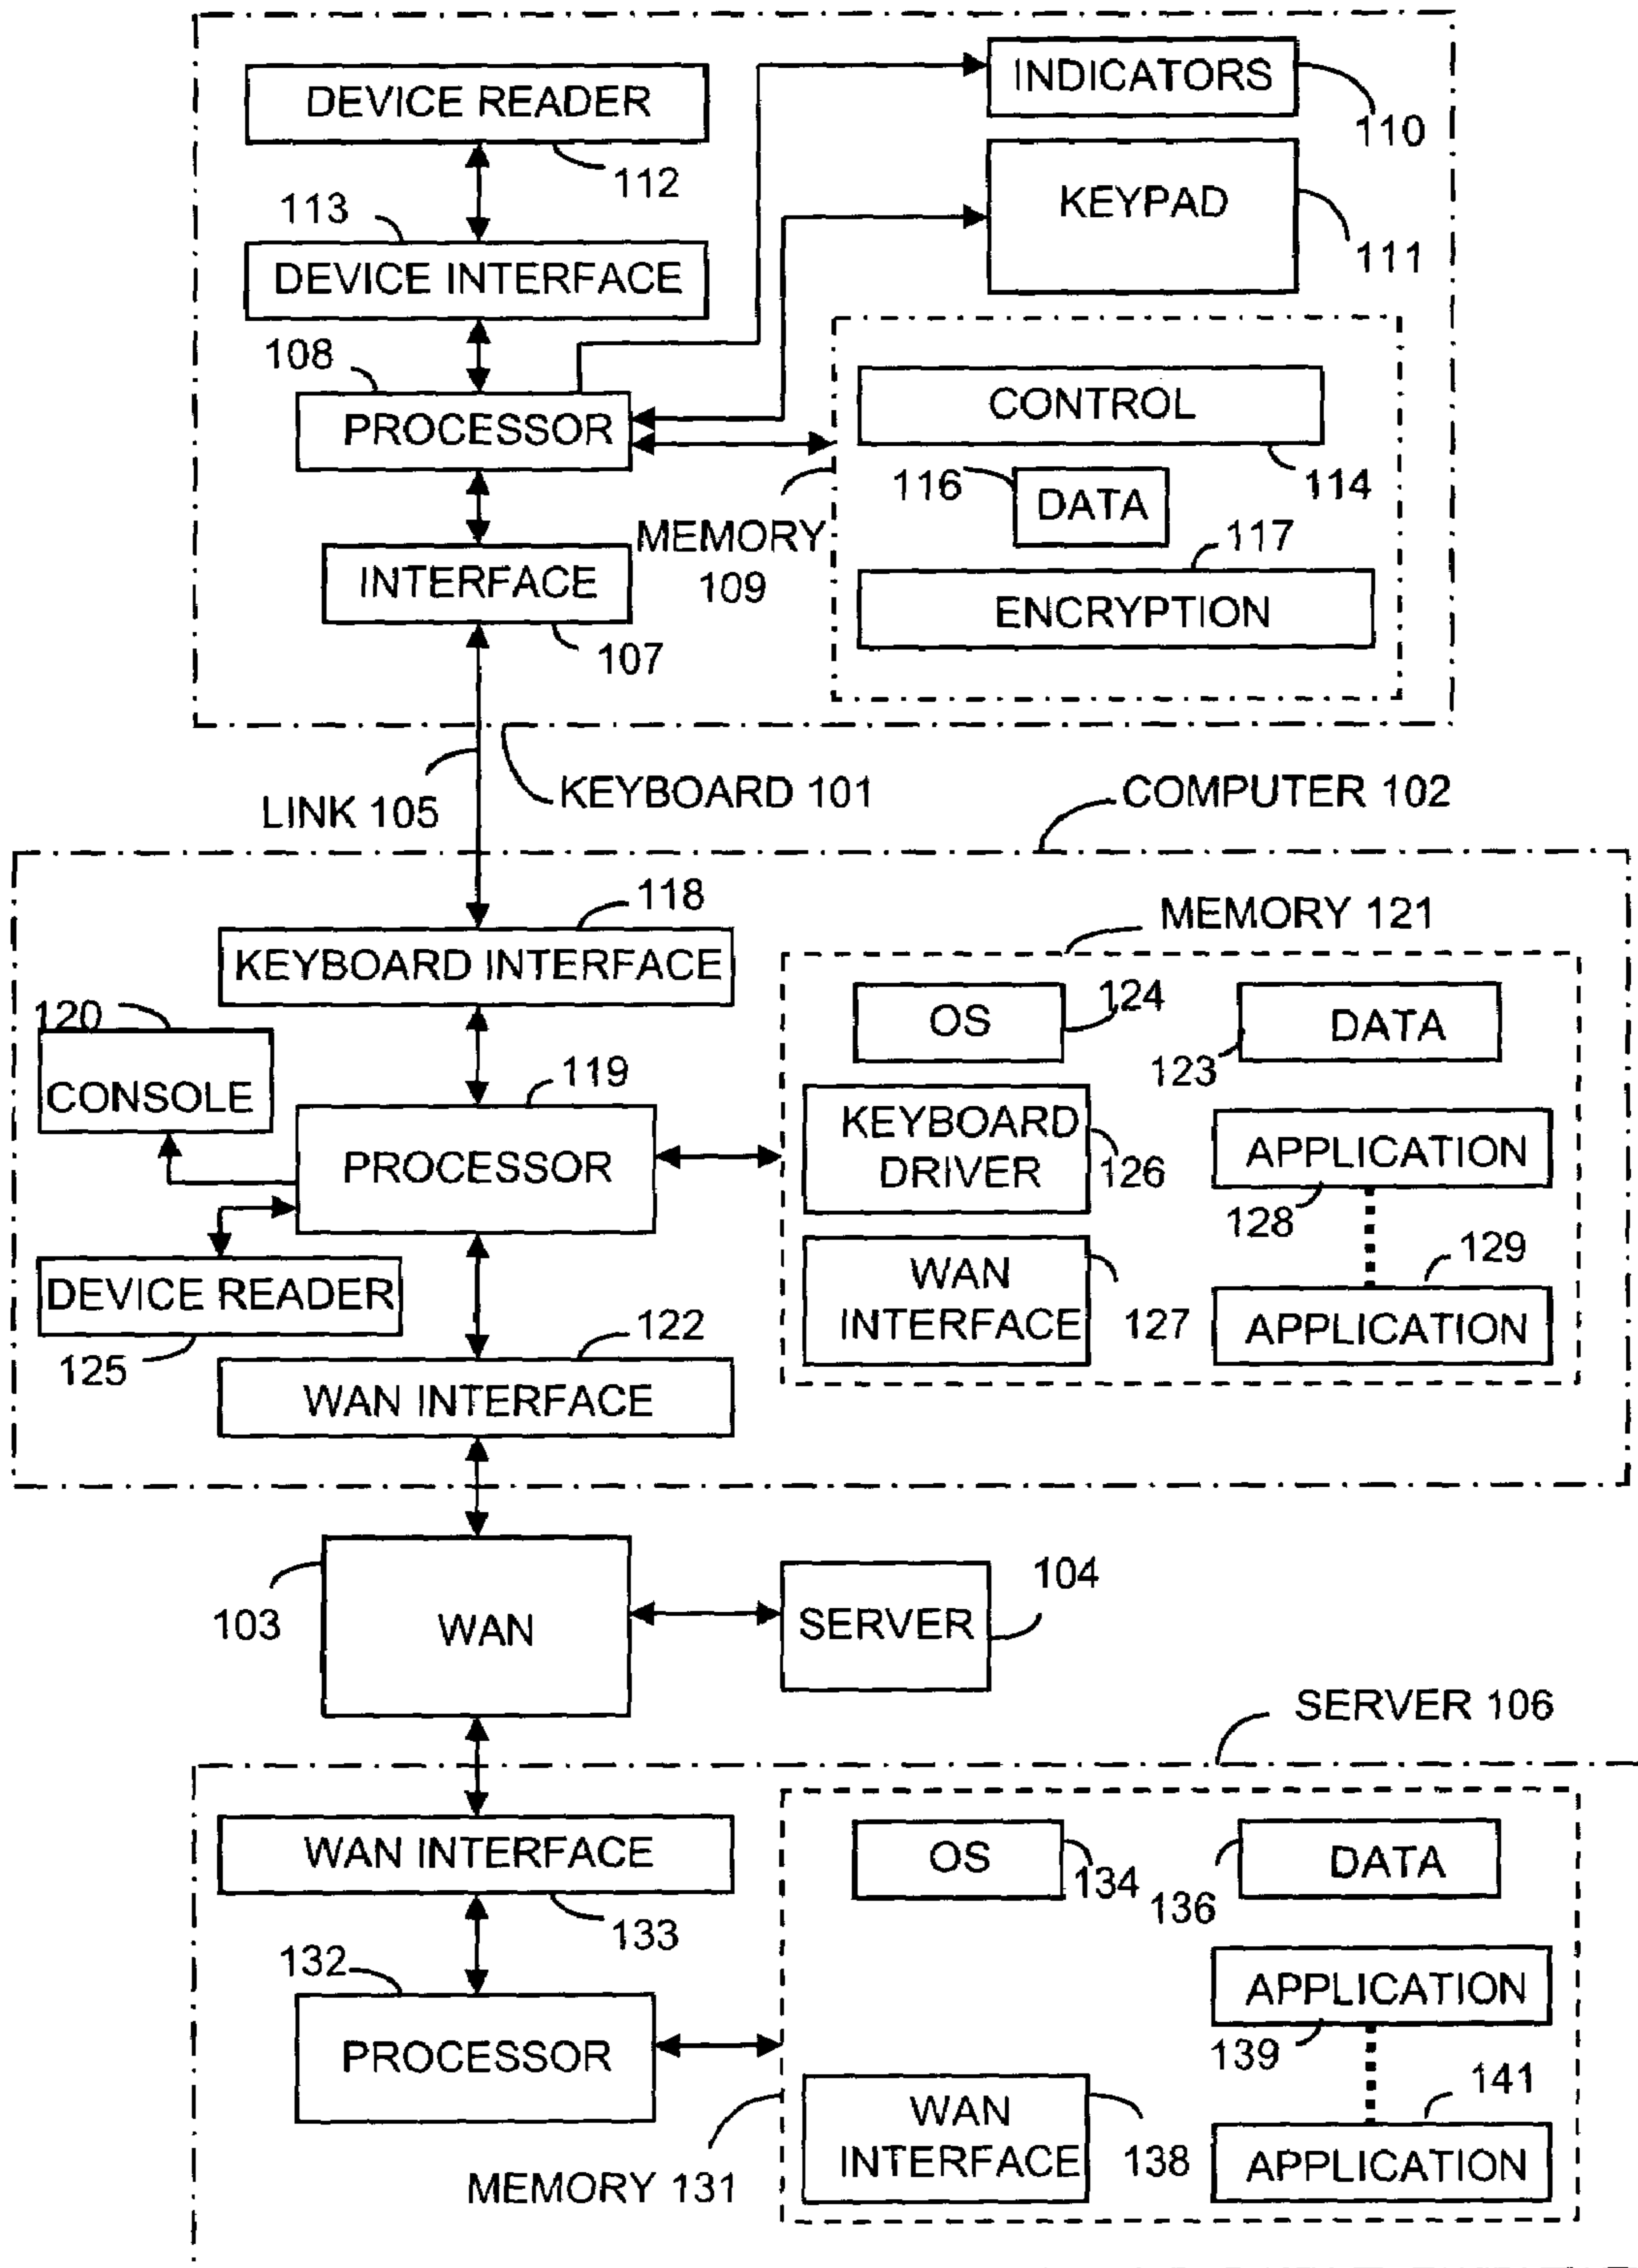 INDICATORS
DEVICE READER
110
112
KEYPAD
113
111
DEVICE INTERFACE
108
CONTROL
PROCESSOR
116
114
DATA
MEMORY
117
109
INTERFACE
ENCRYPTION
107
KEYBOARD 101
COMPUTER 102
LINK 105
118
MEMORY 121
KEYBOARD INTERFACE
124
120
OS
DATA
123
119
CONSOLE
KEYBOARD
DRIVER
APPLICATION
PROCESSOR
126
128
129
WAN
INTERFACE
DEVICE READER
122
127
APPLICATION
125
WAN INTERFACE
104
103
WAN
SERVER
SERVER 106
WAN INTERFACE
OS
134
DATA
136
133
132
APPLICATION
139
PROCESSOR
141
WAN
INTERFACE
138
APPLICATION
MEMORY 131